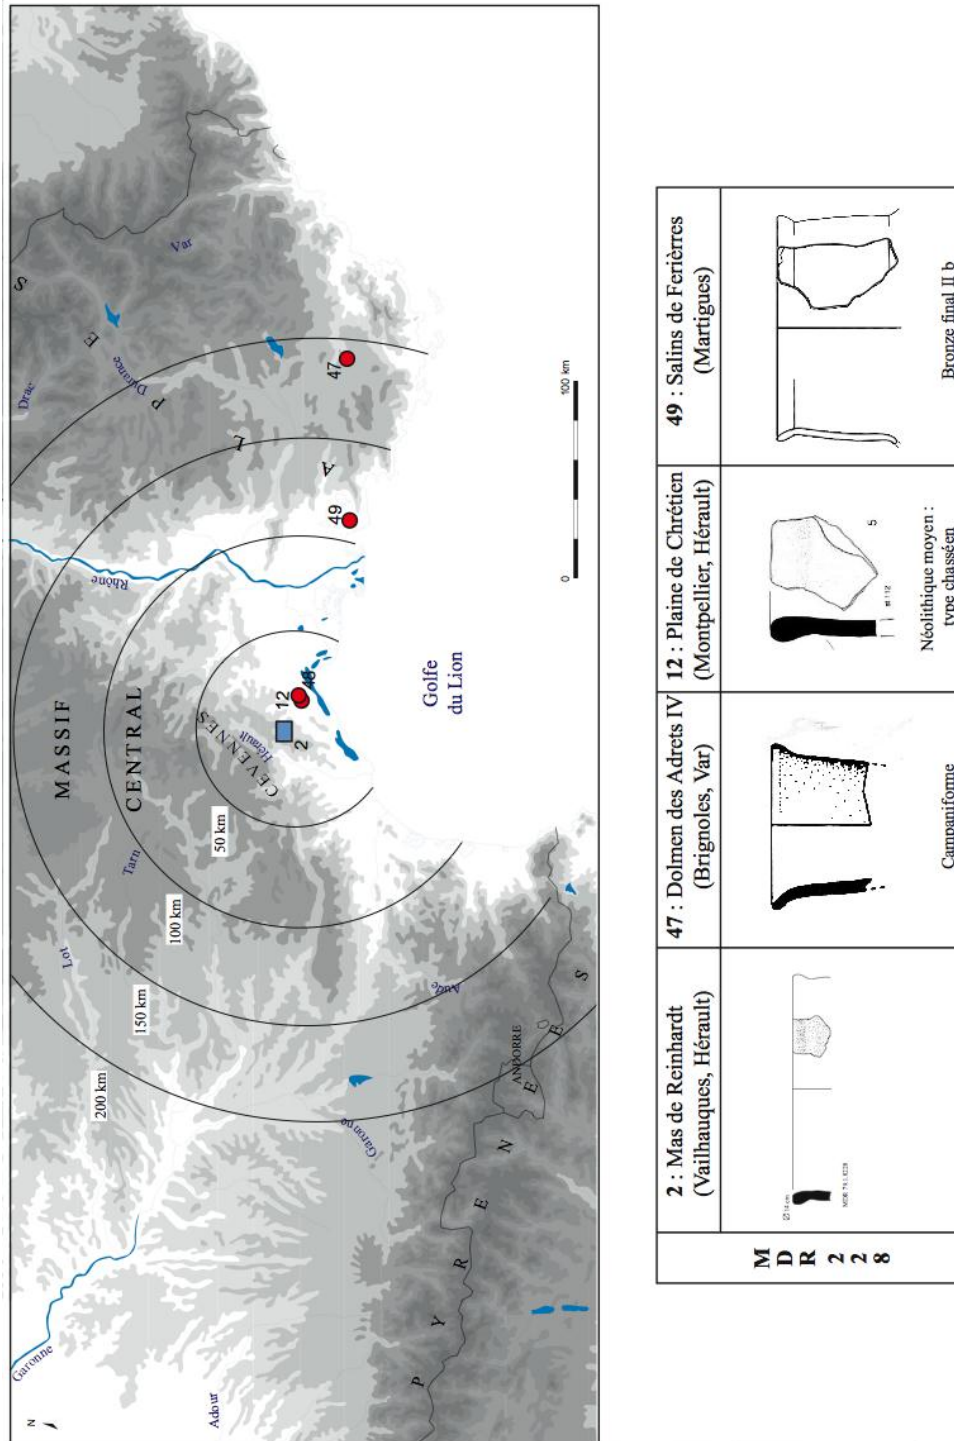 N
Garonne
Adour
Lot
Tarn
Aude
Garonne
Hérault
Rhône
Durance
Drac
Var
MASSIF
CENTRAL
CEVENNES
A L P E S
P Y R E N E E S
ANDORRE
Golfe
du Lion
50 km
100 km
150 km
200 km
2
12
48
49
47
0 100 km
MDR 228
2 : Mas de Reinhardt
(Vailhauques, Hérault)
47 : Dolmen des Adrets IV
(Brignoles, Var)
12 : Plaine de Chrétien
(Montpellier, Hérault)
49 : Salins de Ferièrres
(Martigues)
5
Campaniforme
Néolithique moyen :
type chasséen
Bronze final II b